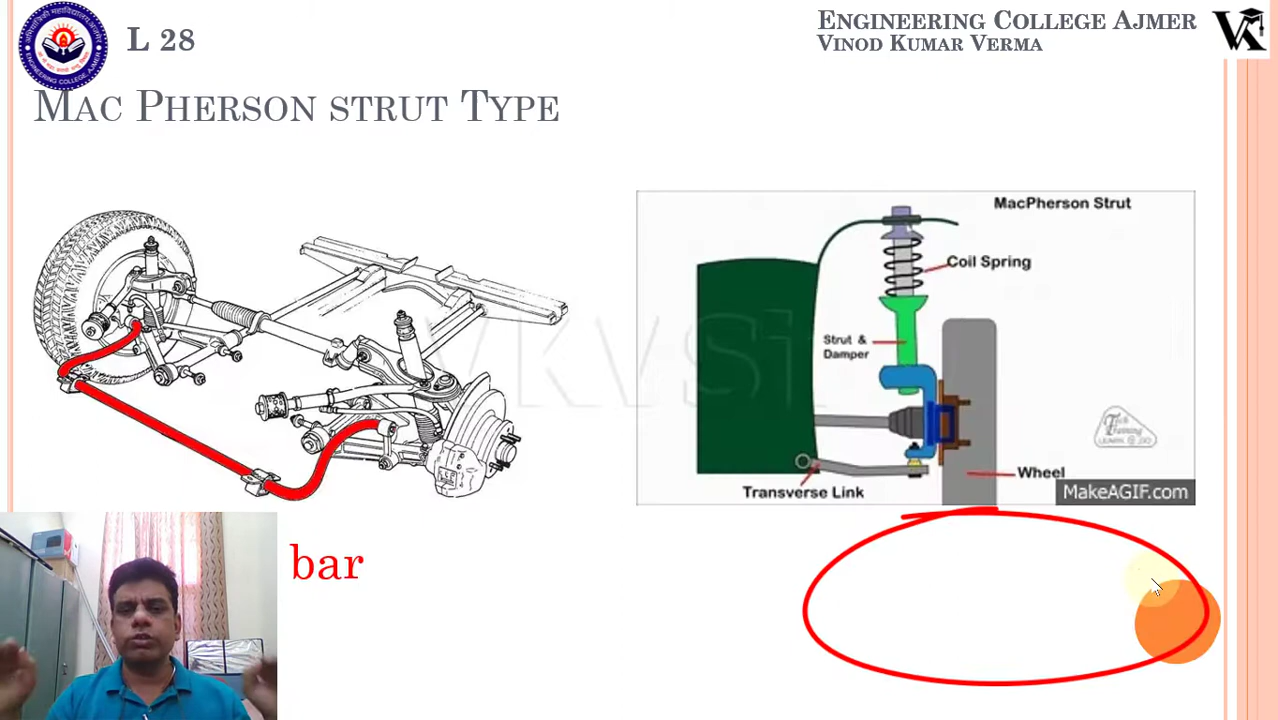 L 28
ENGINEERING COLLEGE AJMER
VINOD KUMAR VERMA
VK
MAC PHERSON STRUT TYPE
MacPherson Strut
Coil Spring
Strut &
Damper
Transverse Link
Wheel
MakeAGIF.com
bar